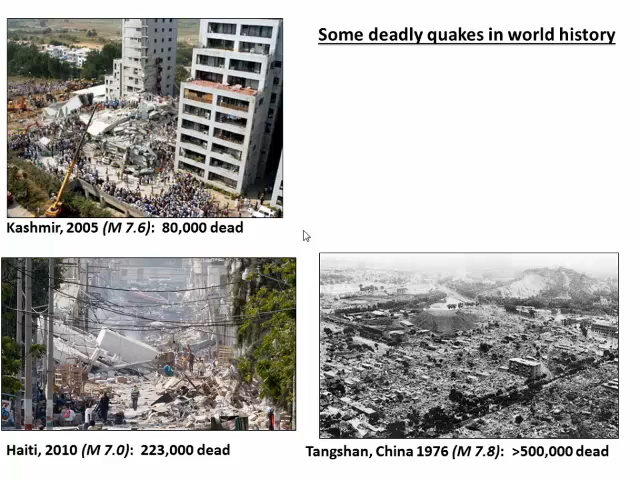 Some deadly quakes in world history
Kashmir, 2005 (M 7.6): 80,000 dead
Haiti, 2010 (M 7.0): 223,000 dead
Tangshan, China 1976 (M 7.8): >500,000 dead